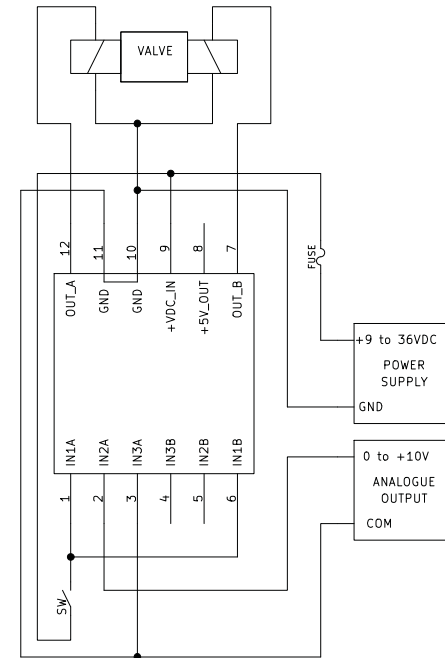 VALVE
12
11
10
9
8
7
FUSE
OUT_A
GND
GND
+VDC_IN
+5V_OUT
OUT_B
+9 to 36VDC
POWER
SUPPLY
GND
IN1A
IN2A
IN3A
IN3B
IN2B
IN1B
0 to +10V
ANALOGUE
OUTPUT
COM
1
2
3
4
5
6
SW